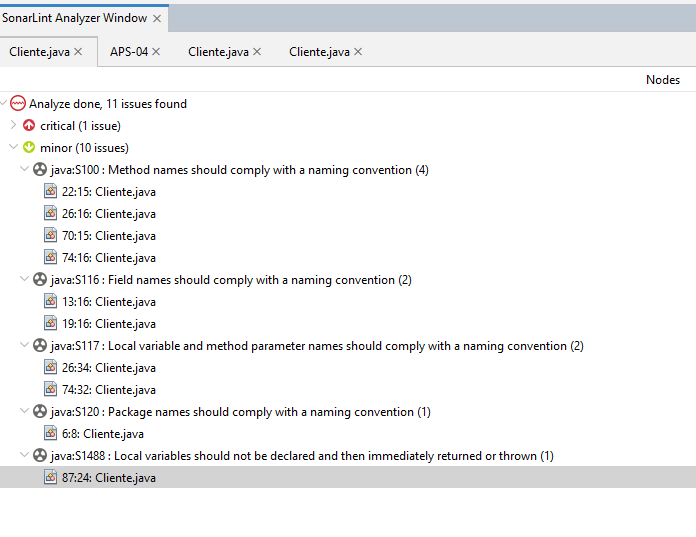 SonarLint Analyzer Window
Cliente.java APS-04 Cliente.java Cliente.java
Nodes
Analyze done, 11 issues found
critical (1 issue)
minor (10 issues)
java:S100 : Method names should comply with a naming convention (4)
22:15: Cliente.java
26:16: Cliente.java
70:15: Cliente.java
74:16: Cliente.java
java:S116 : Field names should comply with a naming convention (2)
13:16: Cliente.java
19:16: Cliente.java
java:S117 : Local variable and method parameter names should comply with a naming convention (2)
26:34: Cliente.java
74:32: Cliente.java
java:S120 : Package names should comply with a naming convention (1)
6:8: Cliente.java
java:S1488 : Local variables should not be declared and then immediately returned or thrown (1)
87:24: Cliente.java